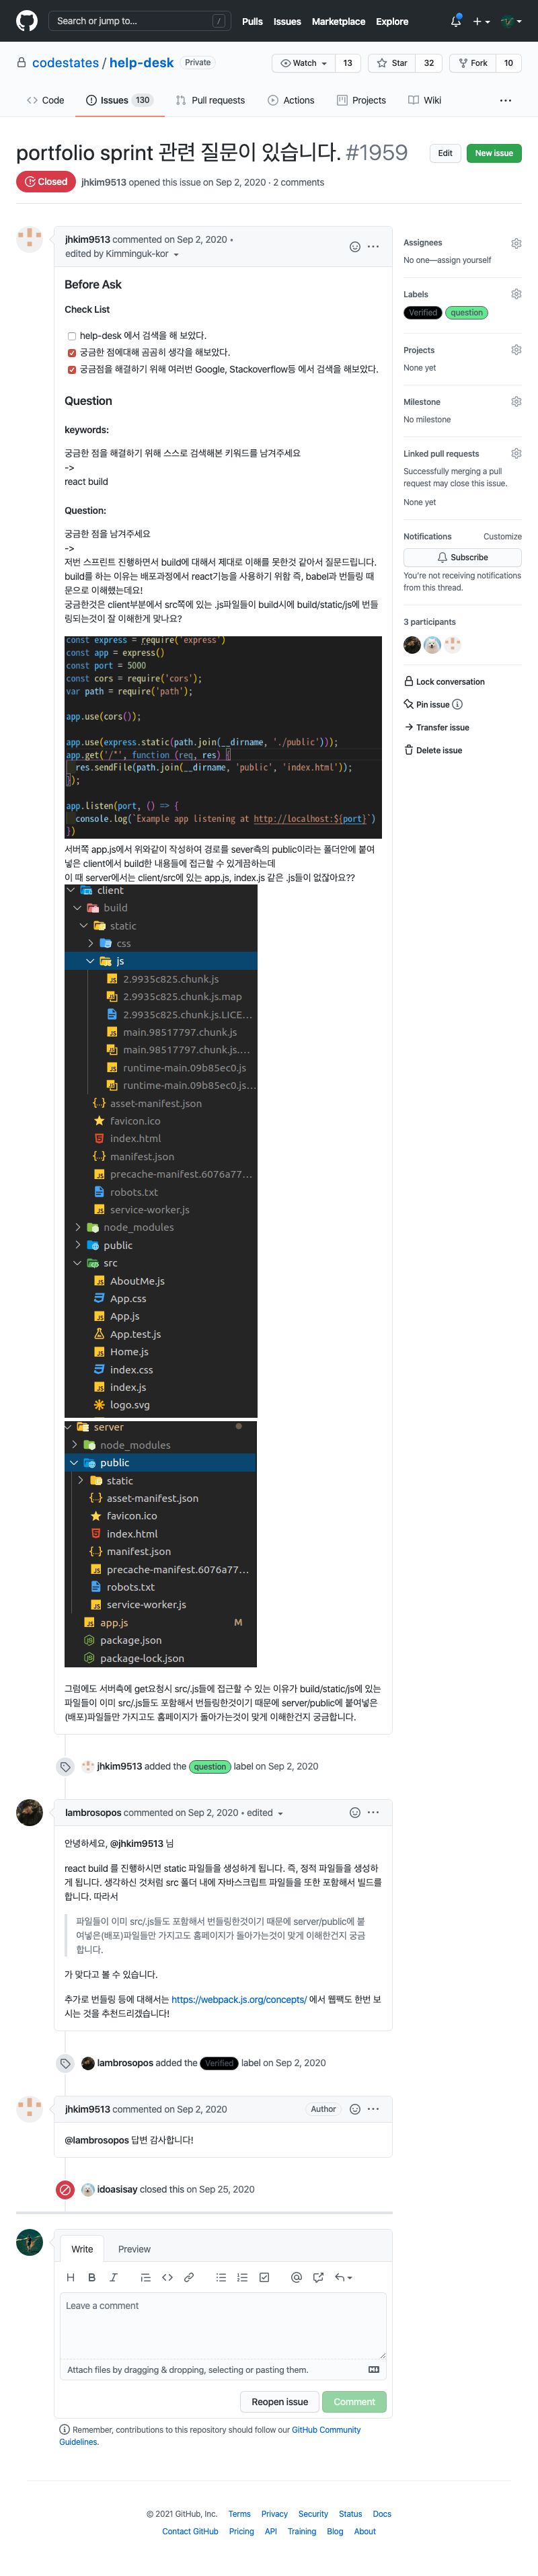 Search or jump to...
/
Pulls Issues Marketplace Explore
codestates / help-desk Private
Watch 13 Star 32 Fork 10
Code Issues 130 Pull requests Actions Projects Wiki
portfolio sprint 관련 질문이 있습니다. #1959
Edit New issue
Closed jhkim9513 opened this issue on Sep 2, 2020 · 2 comments
jhkim9513 commented on Sep 2, 2020 •
edited by Kimminguk-kor
Before Ask
Check List
help-desk 에서 검색을 해 보았다.
궁금한 점에대해 곰곰히 생각을 해보았다.
궁금점을 해결하기 위해 여러번 Google, Stackoverflow등 에서 검색을 해보았다.
Question
keywords:
궁금한 점을 해결하기 위해 스스로 검색해본 키워드를 남겨주세요
->
react build
Question:
궁금한 점을 남겨주세요
->
저번 스프린트 진행하면서 build에 대해서 제대로 이해를 못한것 같아서 질문드립니다.
build를 하는 이유는 배포과정에서 react기능을 사용하기 위함 즉, babel과 번들링 때
문으로 이해했는데요!
궁금한것은 client부분에서 src쪽에 있는 .js파일들이 build시에 build/static/js에 번들
링되는것이 잘 이해한게 맞나요?
const express = require('express')
const app = express()
const port = 5000
const cors = require('cors');
var path = require('path');
app.use(cors());
app.use(express.static(path.join(__dirname, './public')));
app.get('/*', function (req, res) {
res.sendFile(path.join(__dirname, 'public', 'index.html'));
});
app.listen(port, () => {
console.log(`Example app listening at http://localhost:${port}`)
})
서버쪽 app.js에서 위와같이 작성하여 경로를 sever측의 public이라는 폴더안에 붙여
넣은 client에서 build한 내용들에 접근할 수 있게끔하는데
이 때 server에서는 client/src에 있는 app.js, index.js 같은 .js들이 없잖아요??
client
build
static
css
js
2.9935c825.chunk.js
2.9935c825.chunk.js.map
2.9935c825.chunk.js.LICE...
main.98517797.chunk.js
main.98517797.chunk.js....
runtime-main.09b85ec0.js
runtime-main.09b85ec0.js...
asset-manifest.json
favicon.ico
index.html
manifest.json
precache-manifest.6076a77...
robots.txt
service-worker.js
node_modules
public
src
AboutMe.js
App.css
App.js
App.test.js
Home.js
index.css
index.js
logo.svg
server
node_modules
public
static
asset-manifest.json
favicon.ico
index.html
manifest.json
precache-manifest.6076a77...
robots.txt
service-worker.js
app.js M
package.json
package-lock.json
그럼에도 서버측에 get요청시 src/.js들에 접근할 수 있는 이유가 build/static/js에 있는
파일들이 이미 src/.js들도 포함해서 번들링한것이기 때문에 server/public에 붙여넣은
(배포)파일들만 가지고도 홈페이지가 돌아가는것이 맞게 이해한건지 궁금합니다.
jhkim9513 added the question label on Sep 2, 2020
lambrosopos commented on Sep 2, 2020 • edited
안녕하세요, @jhkim9513 님
react build 를 진행하시면 static 파일들을 생성하게 됩니다. 즉, 정적 파일들을 생성하
게 됩니다. 생각하신 것처럼 src 폴더 내에 자바스크립트 파일들을 또한 포함해서 빌드를
합니다. 따라서
파일들이 이미 src/.js들도 포함해서 번들링한것이기 때문에 server/public에 붙
여넣은(배포)파일들만 가지고도 홈페이지가 돌아가는것이 맞게 이해한건지 궁금
합니다.
가 맞다고 볼 수 있습니다.
추가로 번들링 등에 대해서는 https://webpack.js.org/concepts/ 에서 웹팩도 한번 보
시는 것을 추천드리겠습니다!
lambrosopos added the Verified label on Sep 2, 2020
jhkim9513 commented on Sep 2, 2020 Author
@lambrosopos 답변 감사합니다!
idoasisay closed this on Sep 25, 2020
Write Preview
Leave a comment
Attach files by dragging & dropping, selecting or pasting them.
Reopen issue Comment
Remember, contributions to this repository should follow our GitHub Community
Guidelines.
Assignees
No one—assign yourself
Labels
Verified question
Projects
None yet
Milestone
No milestone
Linked pull requests
Successfully merging a pull
request may close this issue.
None yet
Notifications Customize
Subscribe
You're not receiving notifications
from this thread.
3 participants
Lock conversation
Pin issue
Transfer issue
Delete issue
© 2021 GitHub, Inc. Terms Privacy Security Status Docs
Contact GitHub Pricing API Training Blog About